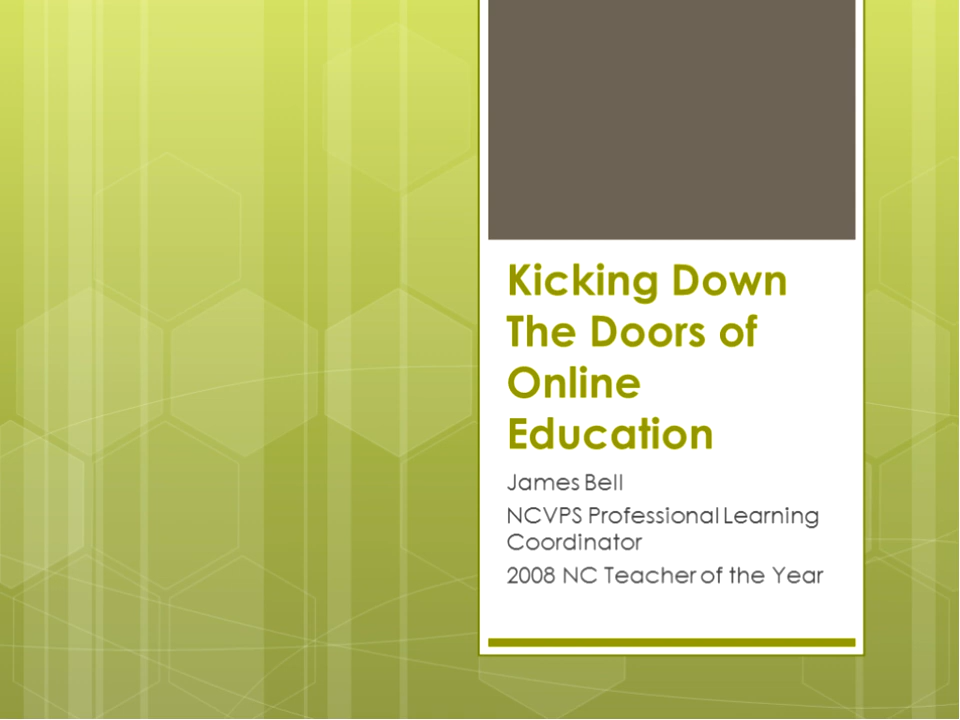 Kicking Down
The Doors of
Online
Education
James Bell
NCVPS Professional Learning
Coordinator
2008 NC Teacher of the Year